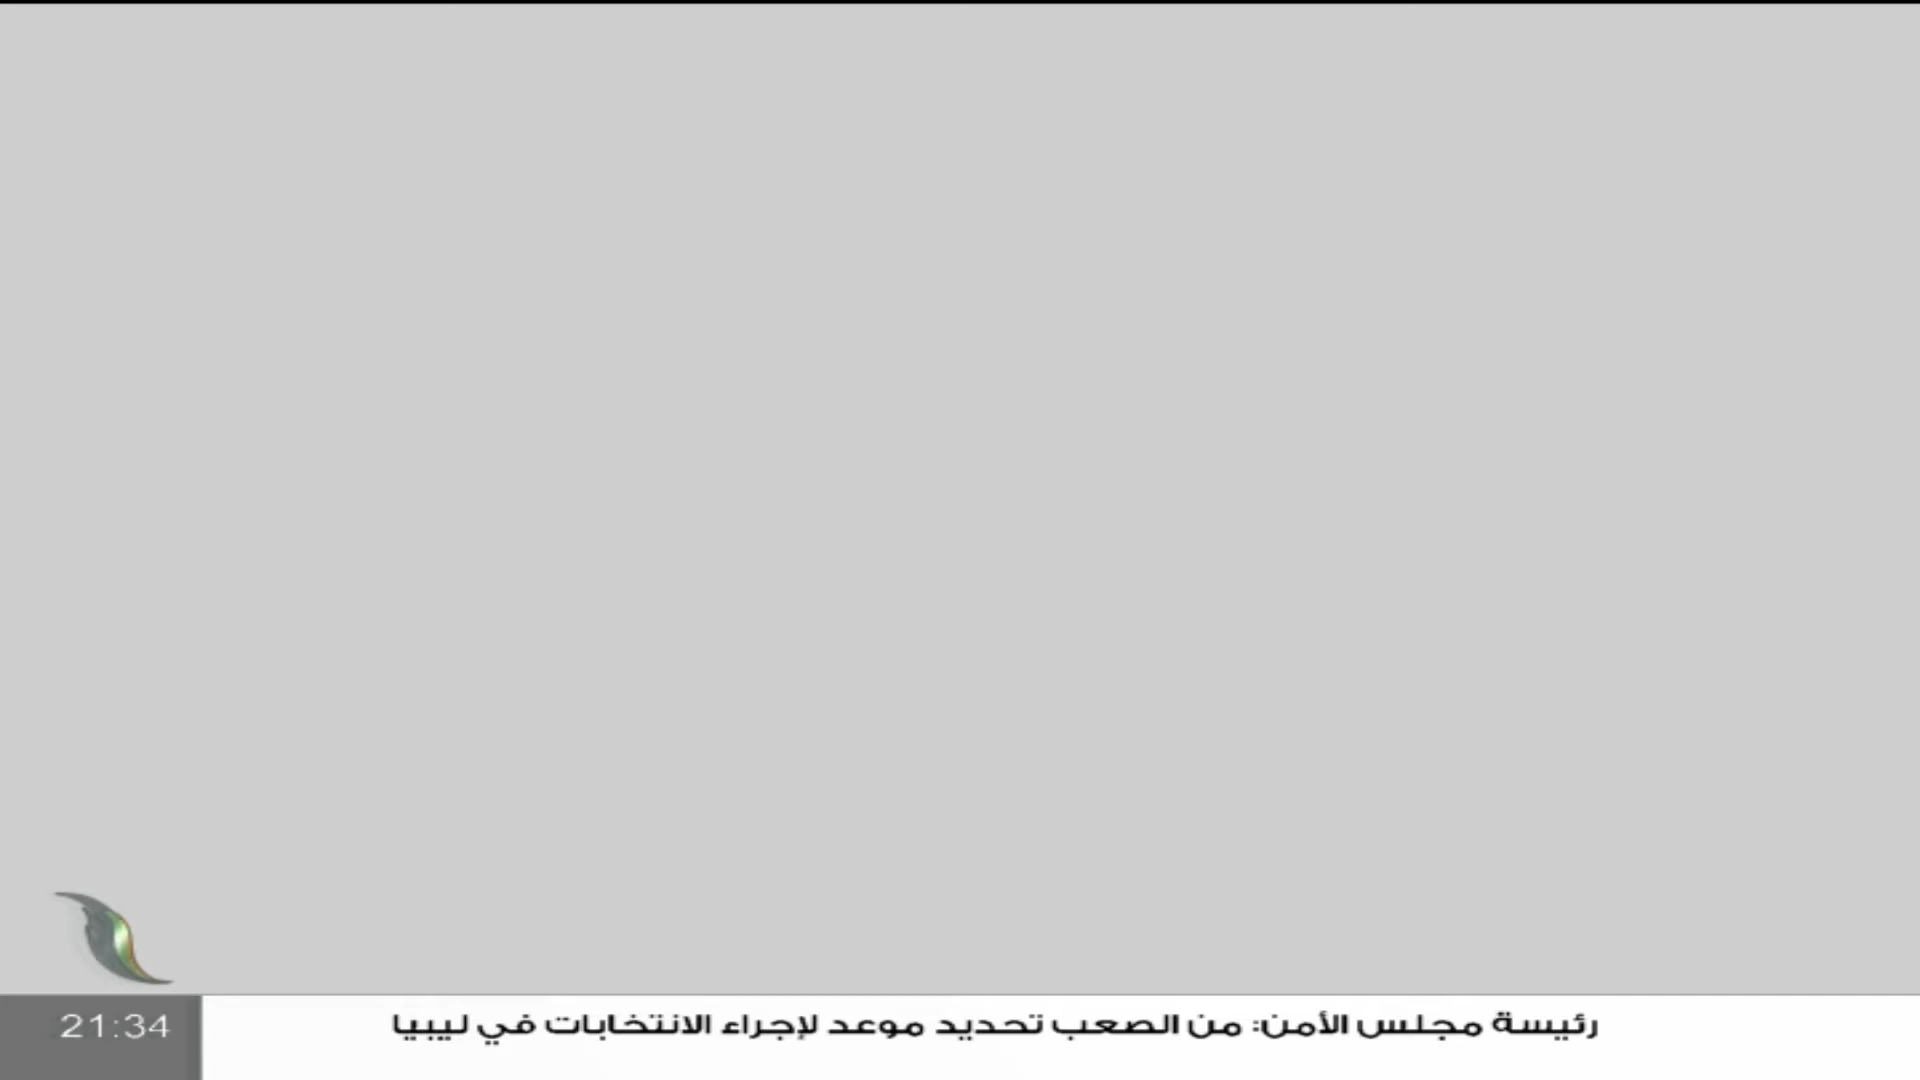 رئيسة مجلس الأمن: من الصعب تحديد موعد لإجراء الانتخابات في ليبيا
21:34